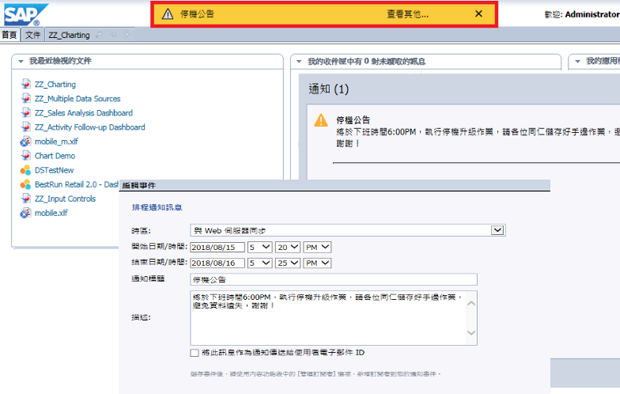 SAP
停機公告
查看其他...
✕
歡迎: Administrator
首頁
文件
ZZ_Charting
我最近檢視的文件
ZZ_Charting
ZZ_Multiple Data Sources
ZZ_Sales Analysis Dashboard
ZZ_Activity Follow-up Dashboard
mobile_m.xlf
Chart Demo
DSTestNew
BestRun Retail 2.0 - Dash
ZZ_Input Controls
mobile.xlf
我的收件匣中有 0 封未讀取的訊息
通知 (1)
停機公告
將於下班時間6:00PM，執行停機升級作業，請各位同仁儲存好手邊作業，避
謝謝！
我的應用程
編輯事件
排程通知訊息
時區:
與 Web 伺服器同步
開始日期/時間:
2018/08/15 5 20 PM
結束日期/時間:
2018/08/16 5 25 PM
通知標題
停機公告
描述:
將於下班時間6:00PM，執行停機升級作業，請各位同仁儲存好手邊作業，
避免資料遺失，謝謝！
將此訊息作為通知傳送給使用者電子郵件 ID